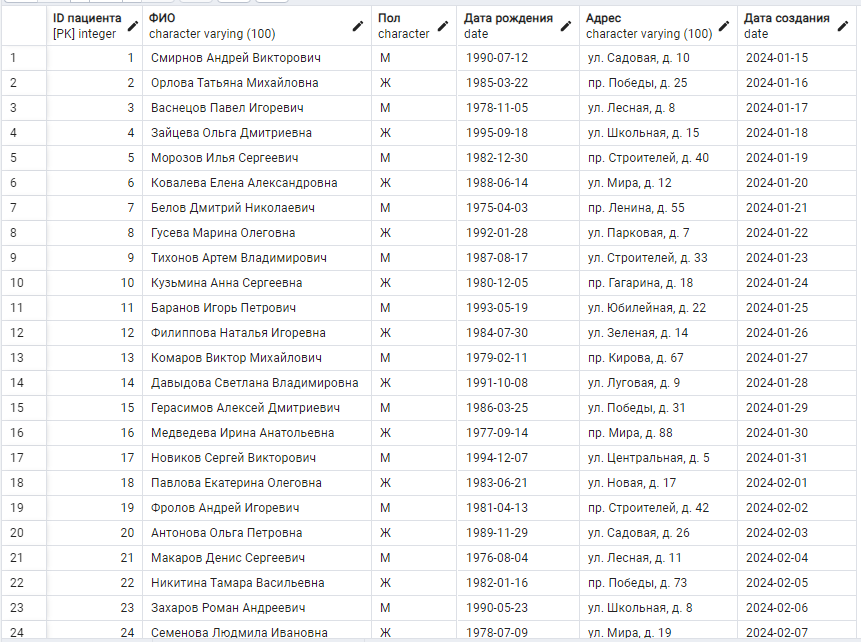 ID пациента ФИО Пол Дата рождения Адрес Дата создания
[PK] integer character varying (100) character date character varying (100) date
1 1 Смирнов Андрей Викторович М 1990-07-12 ул. Садовая, д. 10 2024-01-15
2 2 Орлова Татьяна Михайловна Ж 1985-03-22 пр. Победы, д. 25 2024-01-16
3 3 Васнецов Павел Игоревич М 1978-11-05 ул. Лесная, д. 8 2024-01-17
4 4 Зайцева Ольга Дмитриевна Ж 1995-09-18 ул. Школьная, д. 15 2024-01-18
5 5 Морозов Илья Сергеевич М 1982-12-30 пр. Строителей, д. 40 2024-01-19
6 6 Ковалева Елена Александровна Ж 1988-06-14 ул. Мира, д. 12 2024-01-20
7 7 Белов Дмитрий Николаевич М 1975-04-03 пр. Ленина, д. 55 2024-01-21
8 8 Гусева Марина Олеговна Ж 1992-01-28 ул. Парковая, д. 7 2024-01-22
9 9 Тихонов Артем Владимирович М 1987-08-17 ул. Строителей, д. 33 2024-01-23
10 10 Кузьмина Анна Сергеевна Ж 1980-12-05 пр. Гагарина, д. 18 2024-01-24
11 11 Баранов Игорь Петрович М 1993-05-19 ул. Юбилейная, д. 22 2024-01-25
12 12 Филиппова Наталья Игоревна Ж 1984-07-30 ул. Зеленая, д. 14 2024-01-26
13 13 Комаров Виктор Михайлович М 1979-02-11 пр. Кирова, д. 67 2024-01-27
14 14 Давыдова Светлана Владимировна Ж 1991-10-08 ул. Луговая, д. 9 2024-01-28
15 15 Герасимов Алексей Дмитриевич М 1986-03-25 ул. Победы, д. 31 2024-01-29
16 16 Медведева Ирина Анатольевна Ж 1977-09-14 пр. Мира, д. 88 2024-01-30
17 17 Новиков Сергей Викторович М 1994-12-07 ул. Центральная, д. 5 2024-01-31
18 18 Павлова Екатерина Олеговна Ж 1983-06-21 ул. Новая, д. 17 2024-02-01
19 19 Фролов Андрей Игоревич М 1981-04-13 пр. Строителей, д. 42 2024-02-02
20 20 Антонова Ольга Петровна Ж 1989-11-29 ул. Садовая, д. 26 2024-02-03
21 21 Макаров Денис Сергеевич М 1976-08-04 ул. Лесная, д. 11 2024-02-04
22 22 Никитина Тамара Васильевна Ж 1982-01-16 пр. Победы, д. 73 2024-02-05
23 23 Захаров Роман Андреевич М 1990-05-23 ул. Школьная, д. 8 2024-02-06
24 24 Семенова Людмила Ивановна Ж 1978-07-09 ул. Мира, д. 19 2024-02-07